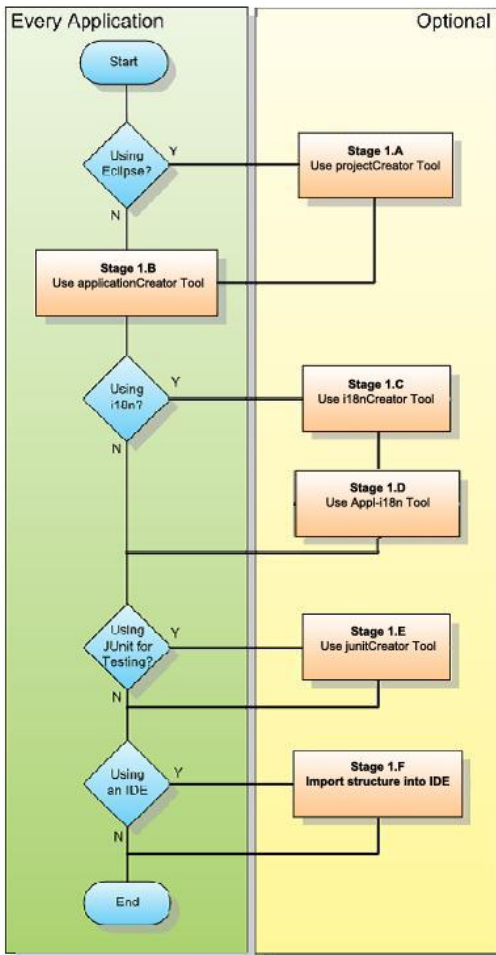 Every Application
Optional
Start
Using
Eclipse?
Y
N
Stage 1.A
Use projectCreator Tool
Stage 1.B
Use applicationCreator Tool
Using
i18n?
Y
N
Stage 1.C
Use i18nCreator Tool
Stage 1.D
Use Appl-i18n Tool
Using
JUnit for
Testing?
Y
N
Stage 1.E
Use junitCreator Tool
Using
an IDE
Y
N
Stage 1.F
Import structure into IDE
End